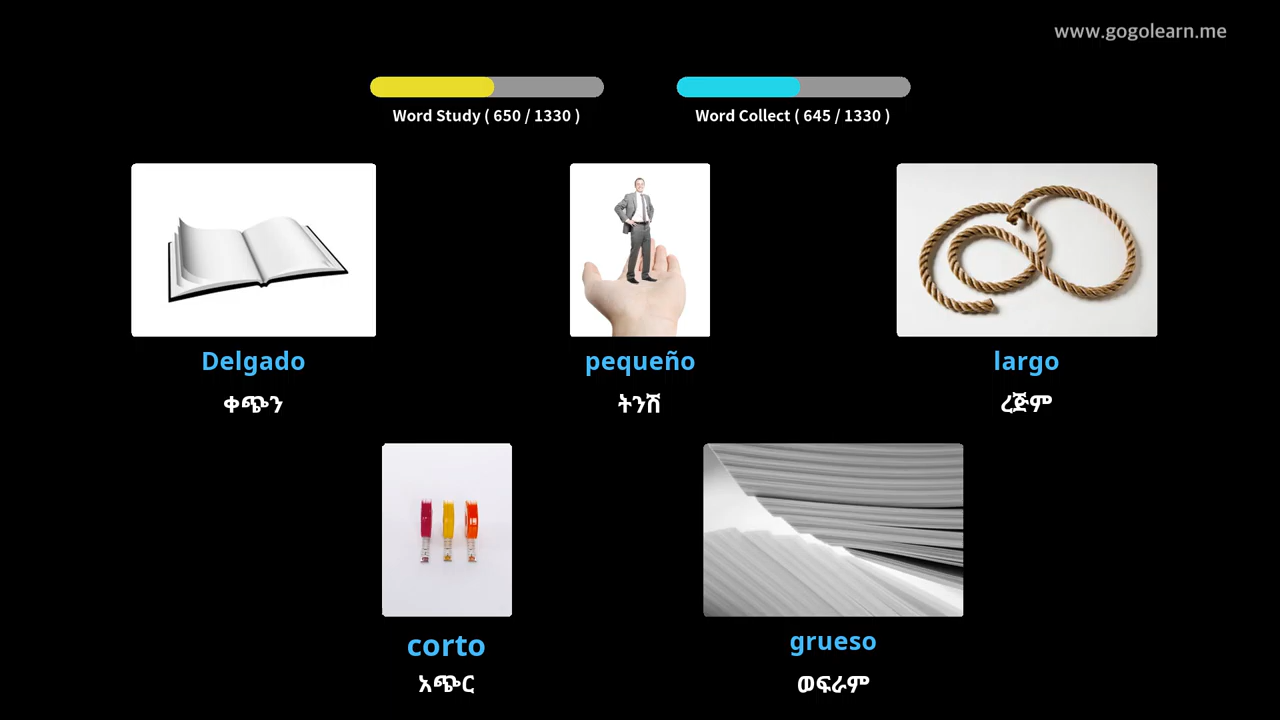 www.gogolearn.me
Word Study ( 650 / 1330 )
Word Collect ( 645 / 1330 )
Delgado
pequeño
largo
ቀጭን
ትንሽ
ረጅም
corto
grueso
አጭር
ወፍራም